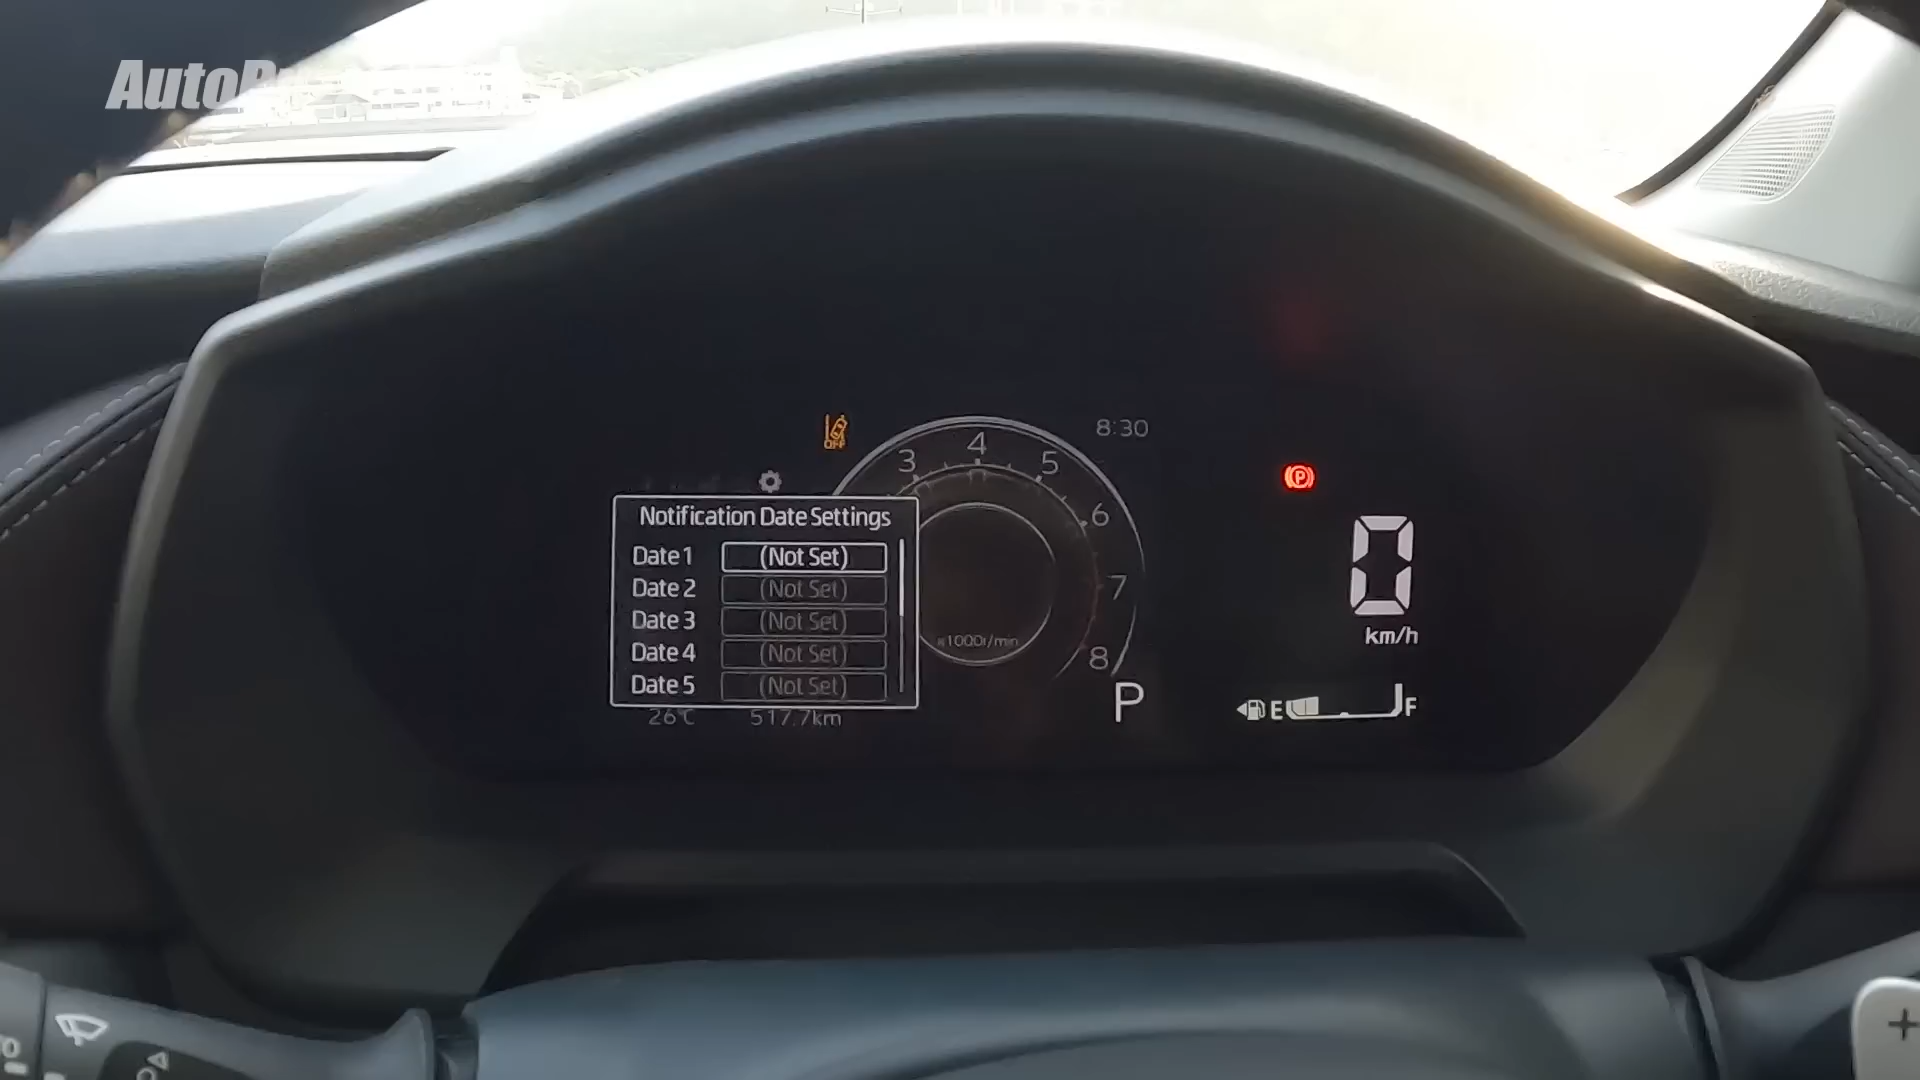 OFF
8:30
3 4 5 6 7 8
x1000r/min
Notification Date Settings
Date 1 (Not Set)
Date 2 (Not Set)
Date 3 (Not Set)
Date 4 (Not Set)
Date 5 (Not Set)
26°C 517.7km
P
P
0
km/h
E F
+